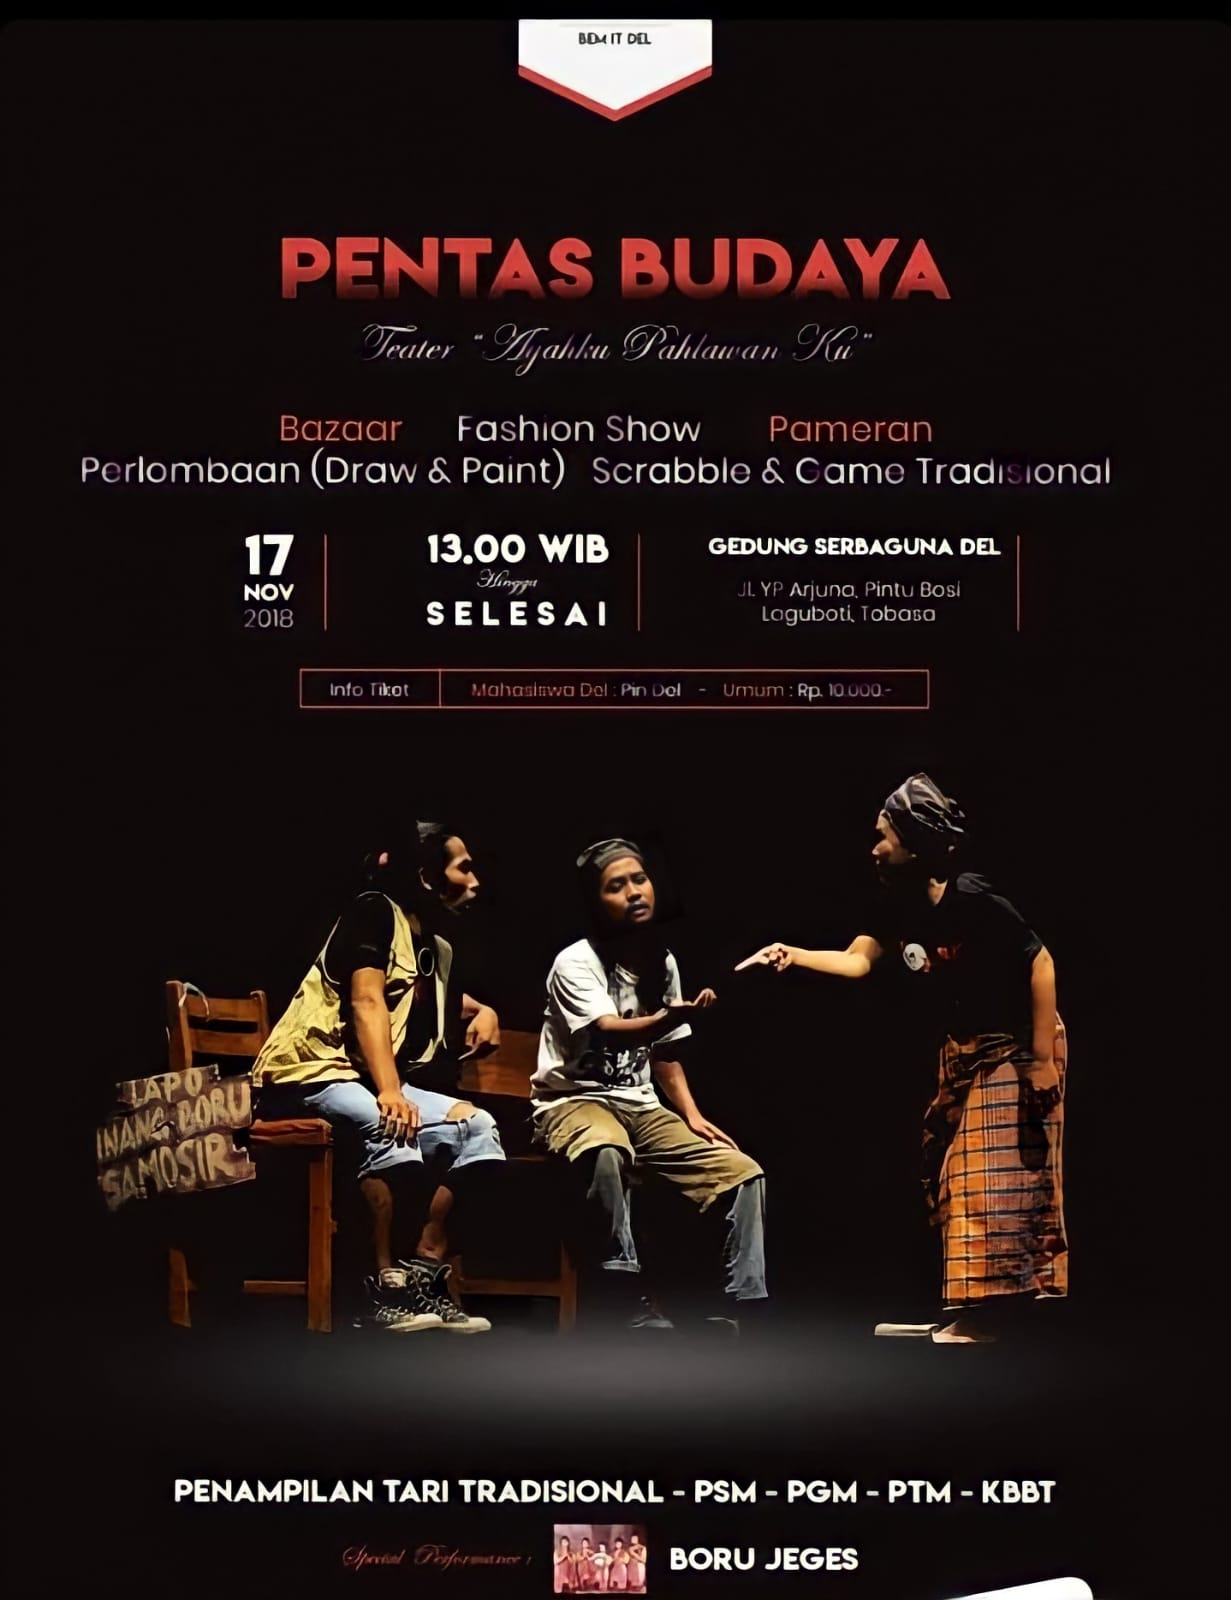 BEM IT DEL
PENTAS BUDAYA
Teater "Ayahku Pahlawan Ku"
Bazaar Fashion Show Pameran
Perlombaan (Draw & Paint) Scrabble & Game Tradisional
17
NOV
2018
13.00 WIB
Hingga
SELESAI
GEDUNG SERBAGUNA DEL
Jl. YP Arjuna, Pintu Bosi
Laguboti, Tobasa
Info Tiket Mahasiswa Del : Pin Del - Umum : Rp. 10.000.-
LAPO
INANG BORU
SAMOSIR
PENAMPILAN TARI TRADISIONAL - PSM - PGM - PTM - KBBT
Special Performance : BORU JEGES